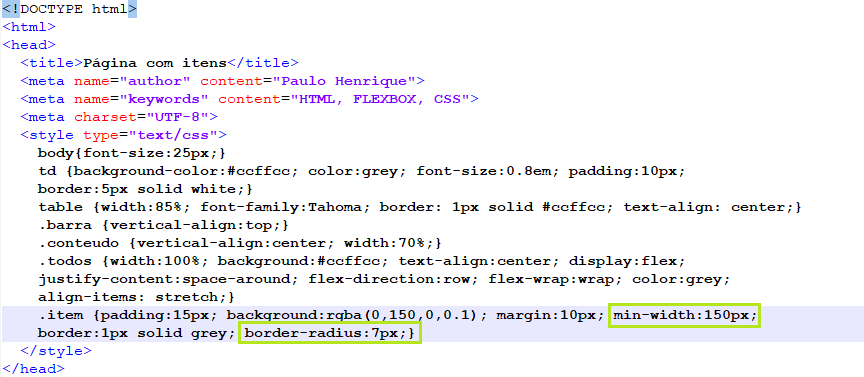 <!DOCTYPE html>
<html>
<head>
<title>Página com itens</title>
<meta name="author" content="Paulo Henrique">
<meta name="keywords" content="HTML, FLEXBOX, CSS">
<meta charset="UTF-8">
<style type="text/css">
body{font-size:25px;}
td {background-color:#ccffcc; color:grey; font-size:0.8em; padding:10px;
border:5px solid white;}
table {width:85%; font-family:Tahoma; border: 1px solid #ccffcc; text-align: center;}
.barra {vertical-align:top;}
.conteudo {vertical-align:center; width:70%;}
.todos {width:100%; background:#ccffcc; text-align:center; display:flex;
justify-content:space-around; flex-direction:row; flex-wrap:wrap; color:grey;
align-items: stretch;}
.item {padding:15px; background:rgba(0,150,0,0.1); margin:10px; min-width:150px;
border:1px solid grey; border-radius:7px;}
</style>
</head>